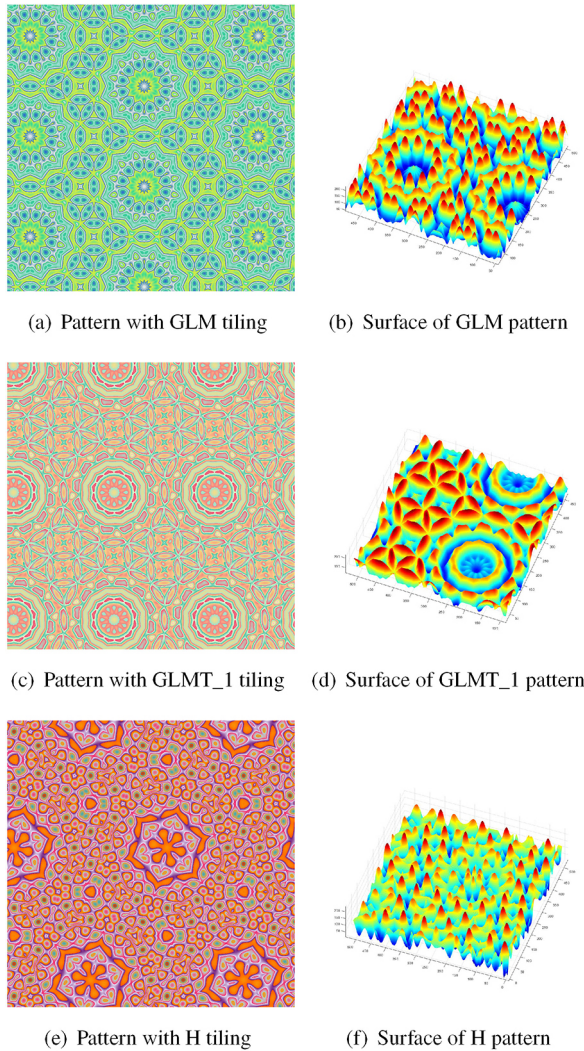 (a) Pattern with GLM tiling
(b) Surface of GLM pattern
(c) Pattern with GLMT_1 tiling
(d) Surface of GLMT_1 pattern
(e) Pattern with H tiling
(f) Surface of H pattern